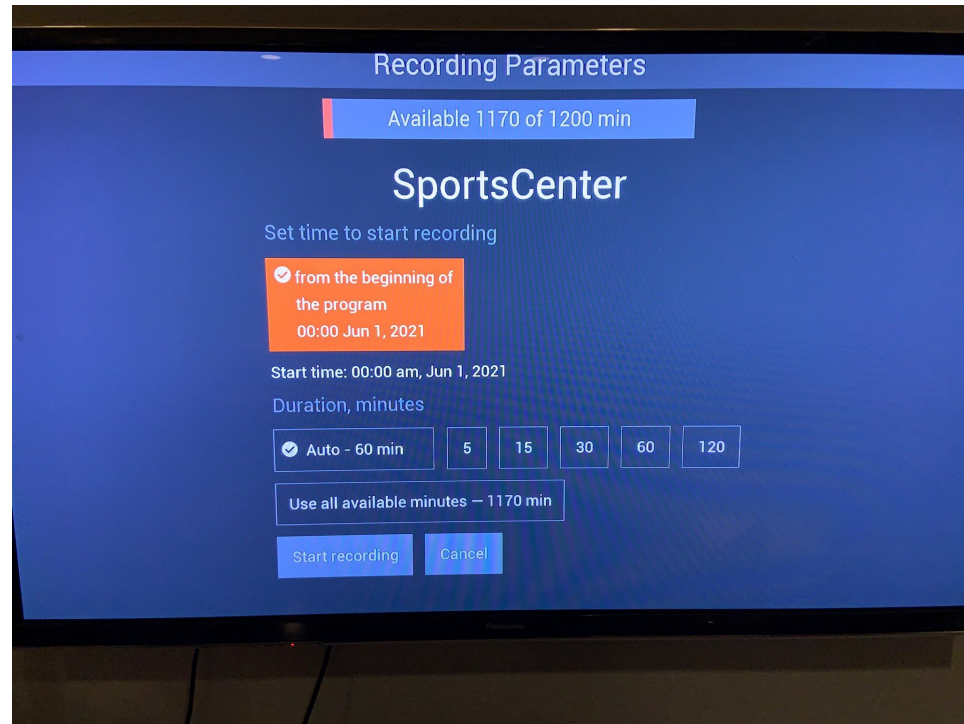 Recording Parameters
Available 1170 of 1200 min
SportsCenter
Set time to start recording
from the beginning of
the program
00:00 Jun 1, 2021
Start time: 00:00 am, Jun 1, 2021
Duration, minutes
Auto - 60 min 5 15 30 60 120
Use all available minutes — 1170 min
Start recording Cancel
Panasonic